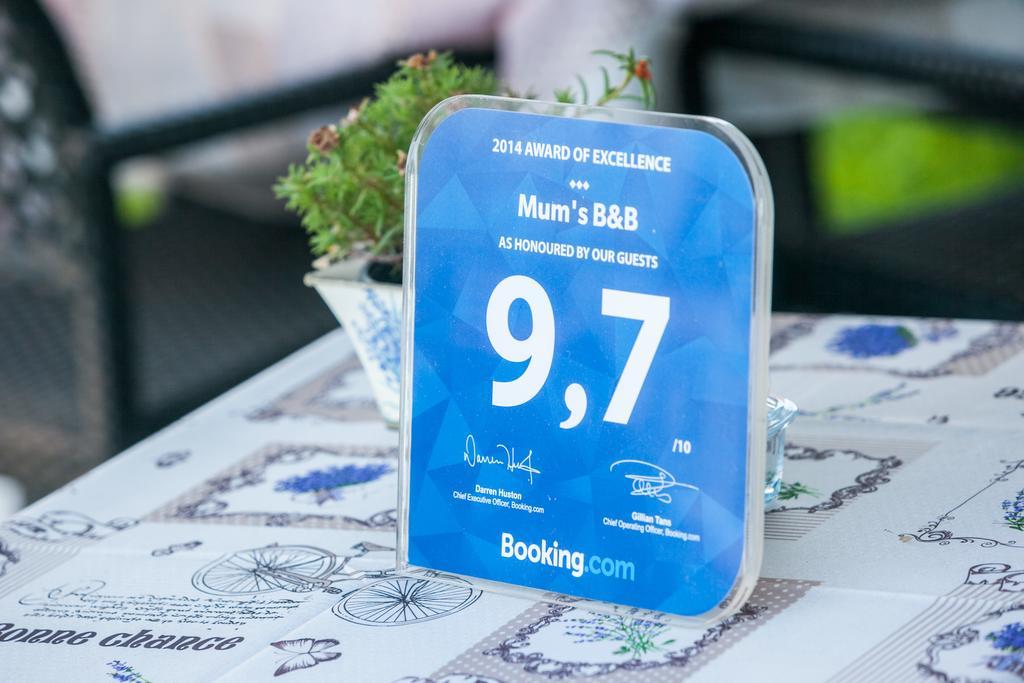 2014 AWARD OF EXCELLENCE
Mum's B&B
AS HONOURED BY OUR GUESTS
9,7
/10
Darren Huston
Chief Executive Officer, Booking.com
Gillian Tans
Chief Operating Officer, Booking.com
Booking.com
Bonne chance